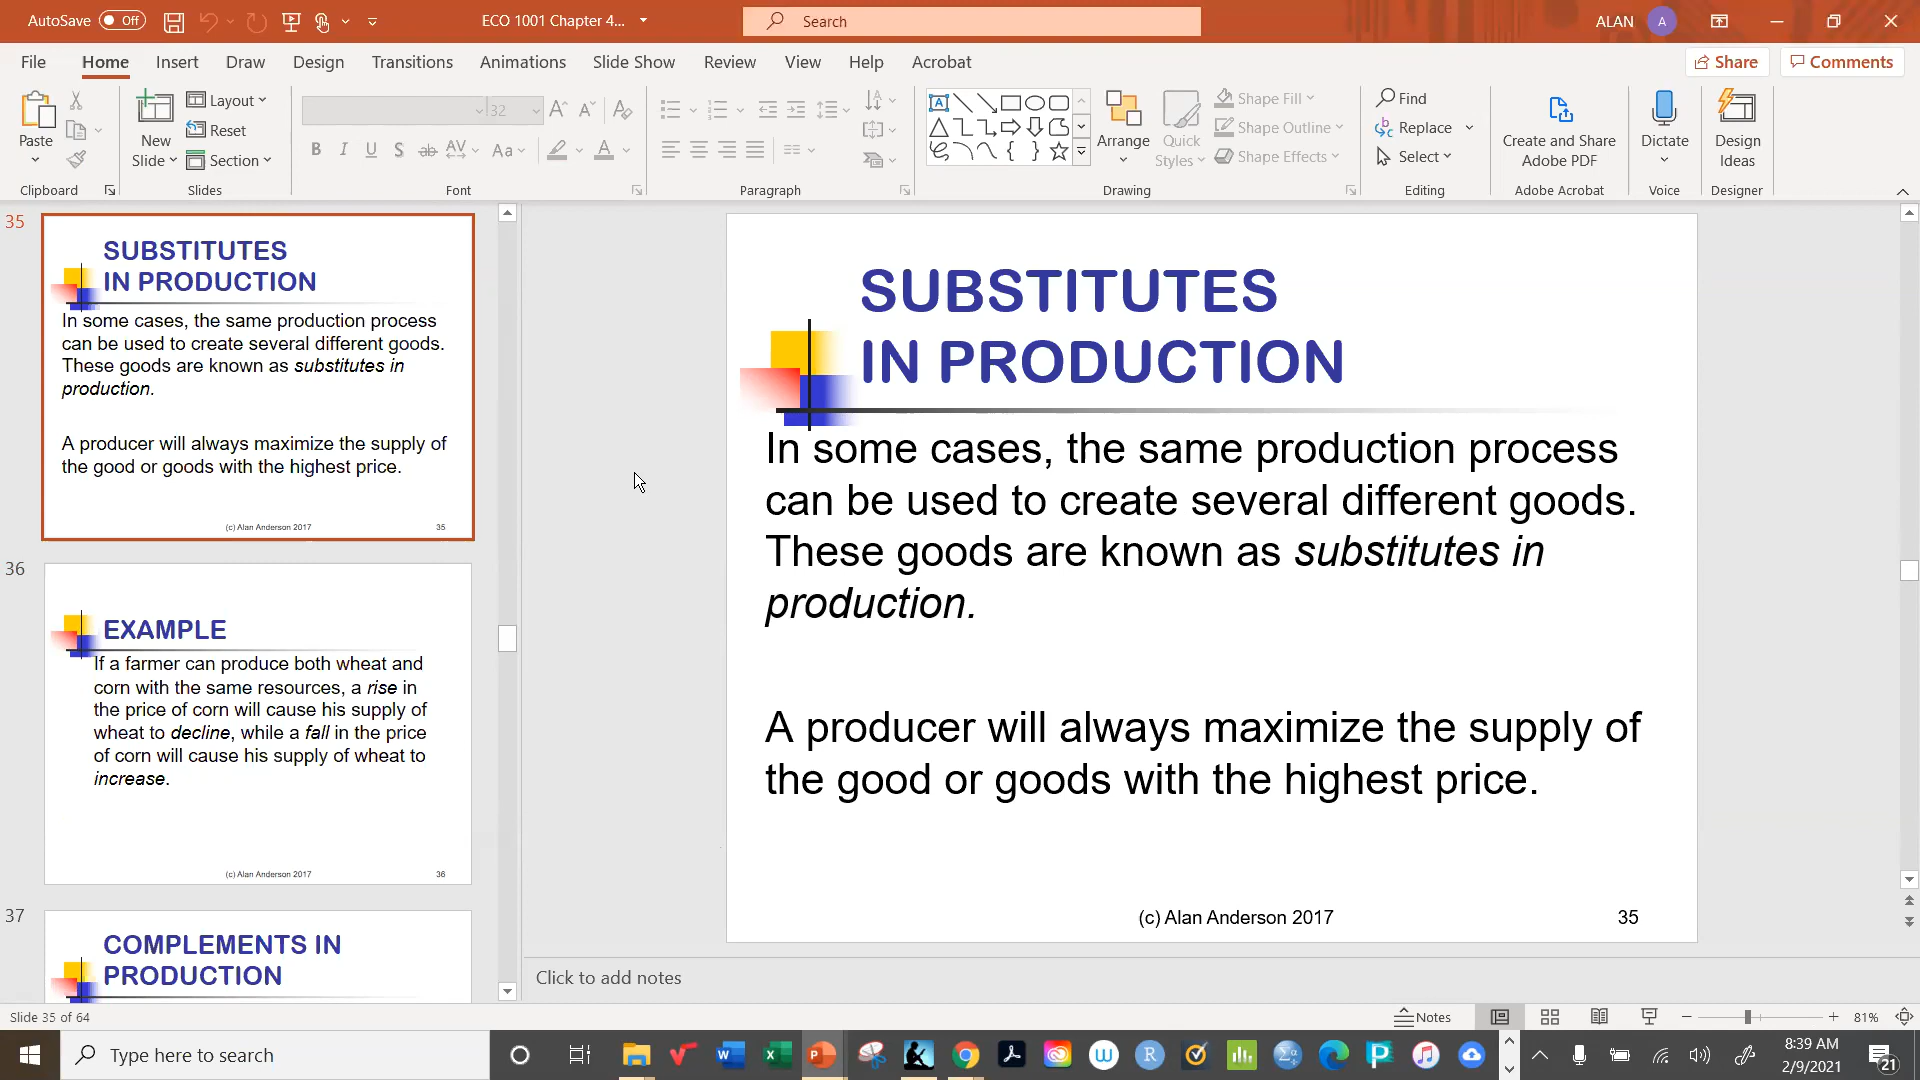 AutoSave Off
ECO 1001 Chapter 4...
Search
ALAN
A
File Home Insert Draw Design Transitions Animations Slide Show Review View Help Acrobat
Share
Comments
Paste
New
Slide
Layout
Reset
Section
32
B I U S ab AV Aa A
Arrange
Quick
Styles
Shape Fill
Shape Outline
Shape Effects
Find
Replace
Select
Create and Share
Adobe PDF
Dictate
Design
Ideas
Clipboard
Slides
Font
Paragraph
Drawing
Editing
Adobe Acrobat
Voice
Designer
35
SUBSTITUTES
IN PRODUCTION
In some cases, the same production process
can be used to create several different goods.
These goods are known as substitutes in
production.
A producer will always maximize the supply of
the good or goods with the highest price.
(c) Alan Anderson 2017
35
36
EXAMPLE
If a farmer can produce both wheat and
corn with the same resources, a rise in
the price of corn will cause his supply of
wheat to decline, while a fall in the price
of corn will cause his supply of wheat to
increase.
(c) Alan Anderson 2017
36
37
COMPLEMENTS IN
PRODUCTION
SUBSTITUTES
IN PRODUCTION
In some cases, the same production process
can be used to create several different goods.
These goods are known as substitutes in
production.
A producer will always maximize the supply of
the good or goods with the highest price.
(c) Alan Anderson 2017
35
Click to add notes
Slide 35 of 64
Notes
81%
Type here to search
8:39 AM
2/9/2021
21